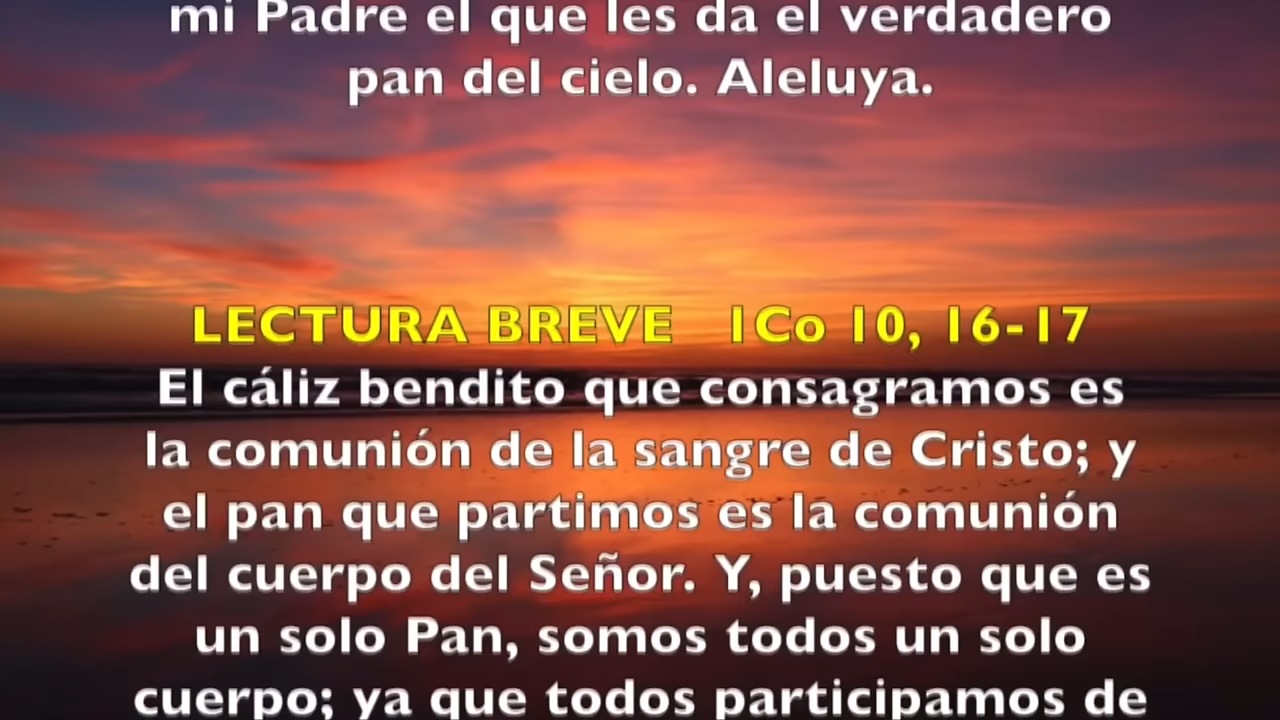 mi Padre el que les da el verdadero
pan del cielo. Aleluya.
LECTURA BREVE 1Co 10, 16-17
El cáliz bendito que consagramos es
la comunión de la sangre de Cristo; y
el pan que partimos es la comunión
del cuerpo del Señor. Y, puesto que es
un solo Pan, somos todos un solo
cuerpo; ya que todos participamos de